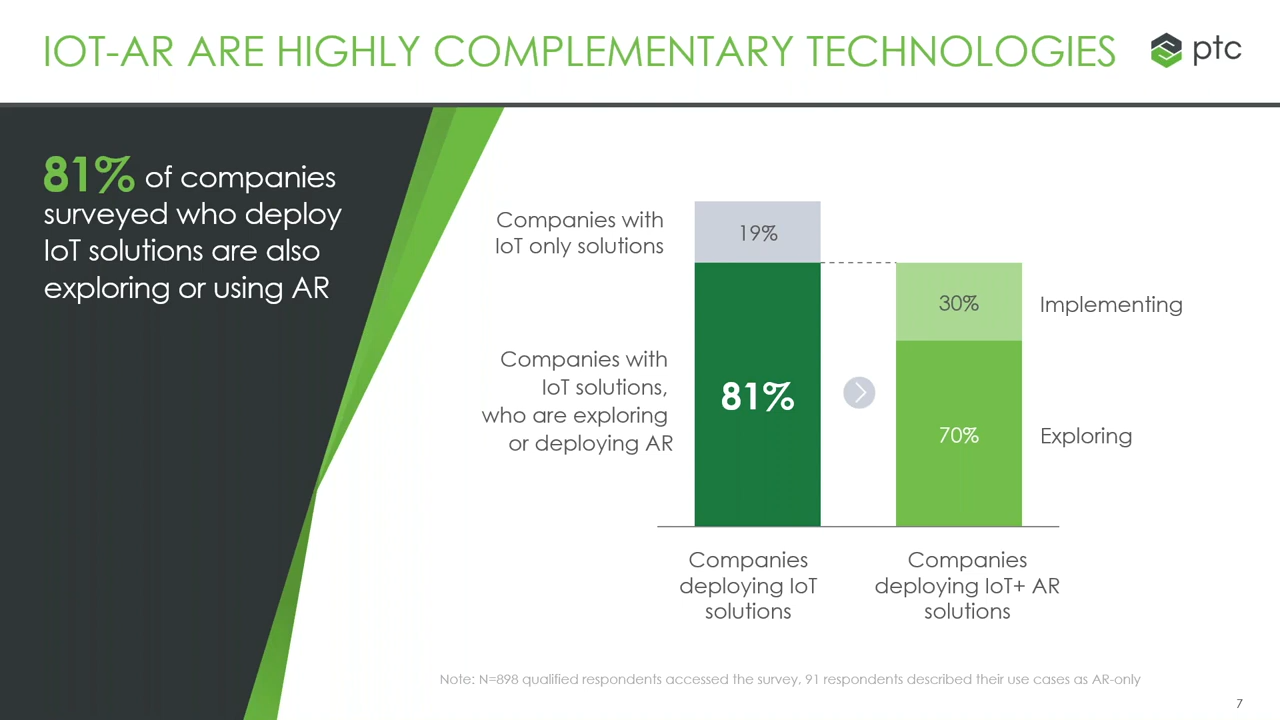 IOT-AR ARE HIGHLY COMPLEMENTARY TECHNOLOGIES
ptc
81% of companies
surveyed who deploy
IoT solutions are also
exploring or using AR
Companies with
IoT only solutions
19%
Companies with
IoT solutions,
who are exploring
or deploying AR
81%
30%
Implementing
70%
Exploring
Companies
deploying IoT
solutions
Companies
deploying IoT+ AR
solutions
Note: N=898 qualified respondents accessed the survey, 91 respondents described their use cases as AR-only
7